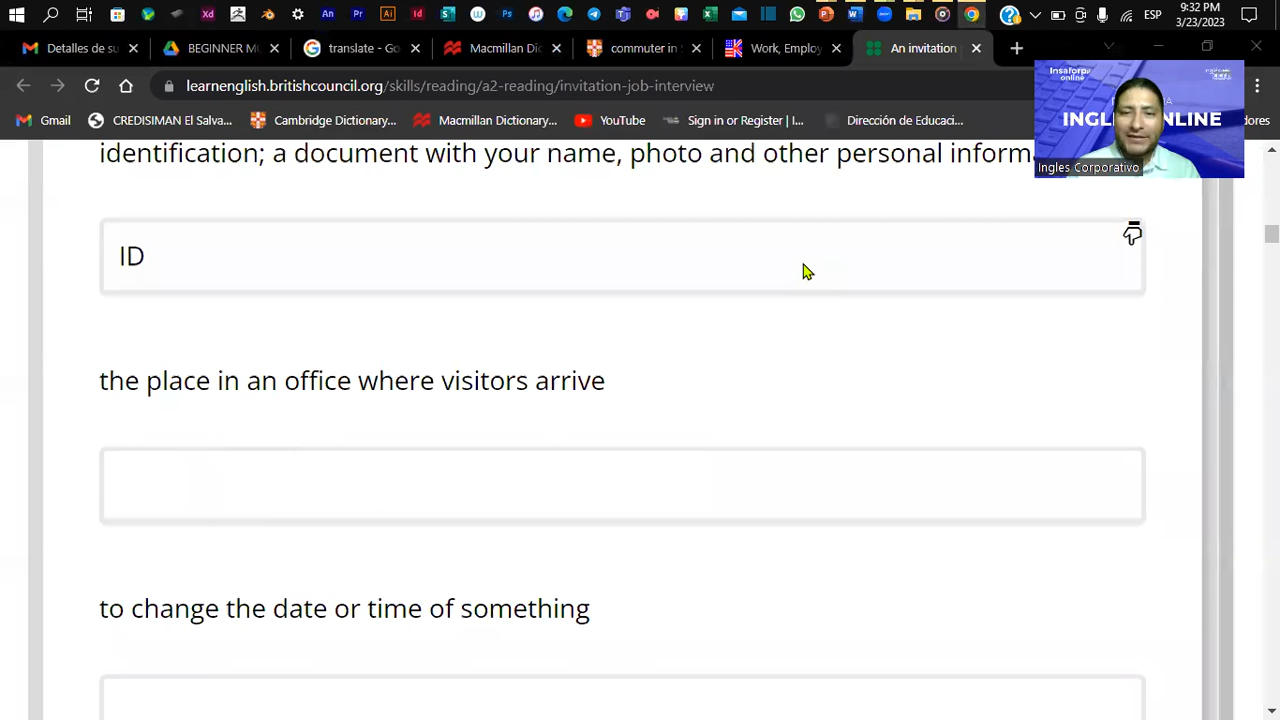 ESP
9:32 PM
3/23/2023
Detalles de su
BEGINNER M
translate - Go
Macmillan Dic
commuter in
Work, Employ
An invitation
learnenglish.britishcouncil.org/skills/reading/a2-reading/invitation-job-interview
Gmail
CREDISIMAN El Salva...
Cambridge Dictionary...
Macmillan Dictionary...
YouTube
Sign in or Register | I...
Dirección de Educaci...
Insaforp
online
INGL
NLINE
Ingles Corporativo
identification; a document with your name, photo and other personal inform
ID
the place in an office where visitors arrive
to change the date or time of something